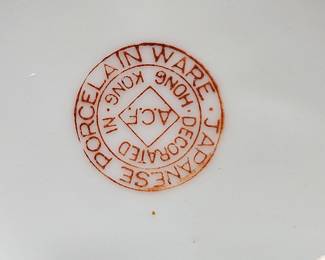 JAPANESE PORCELAIN WARE
DECORATED IN HONG KONG
A.C.F.